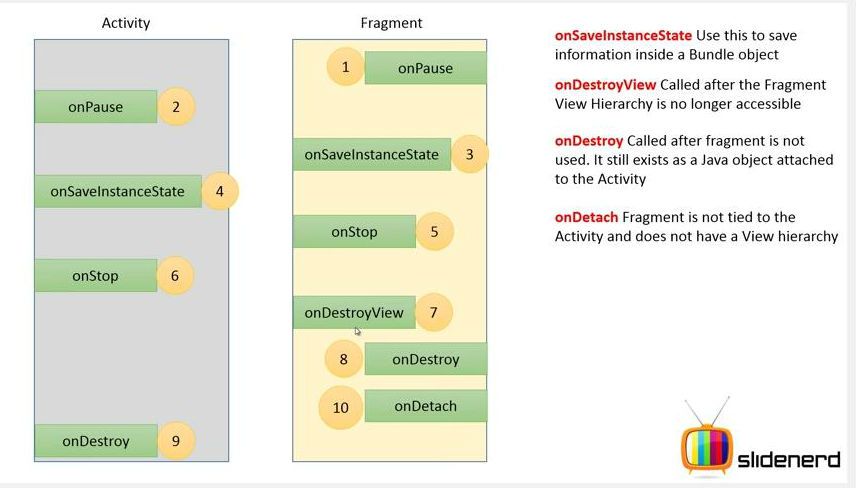 Activity
Fragment
1
onPause
onPause
2
onSaveInstanceState
3
onSaveInstanceState
4
onStop
5
onStop
6
onDestroyView
7
8
onDestroy
10
onDetach
onDestroy
9
onSaveInstanceState Use this to save
information inside a Bundle object
onDestroyView Called after the Fragment
View Hierarchy is no longer accessible
onDestroy Called after fragment is not
used. It still exists as a Java object attached
to the Activity
onDetach Fragment is not tied to the
Activity and does not have a View hierarchy
slidenerd